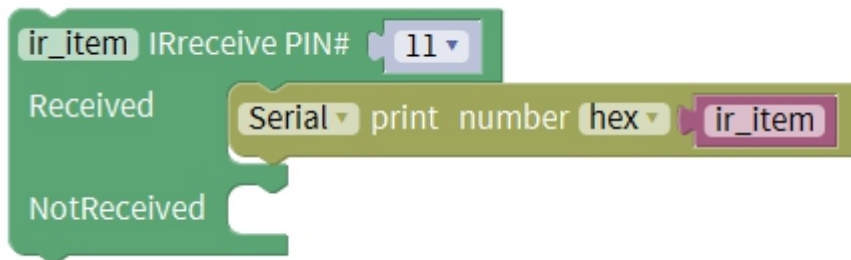 ir_item IRreceive PIN# 11
Received
Serial print number hex ir_item
NotReceived